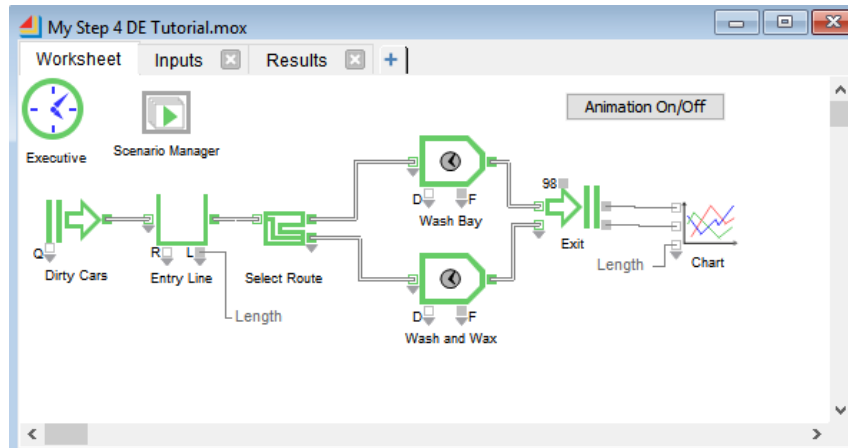 My Step 4 DE Tutorial.mox
Worksheet Inputs Results +
Animation On/Off
Executive
Scenario Manager
D F
Wash Bay
98
Q
Dirty Cars
R L
Entry Line
Select Route
Exit
Length
Chart
Length
D F
Wash and Wax